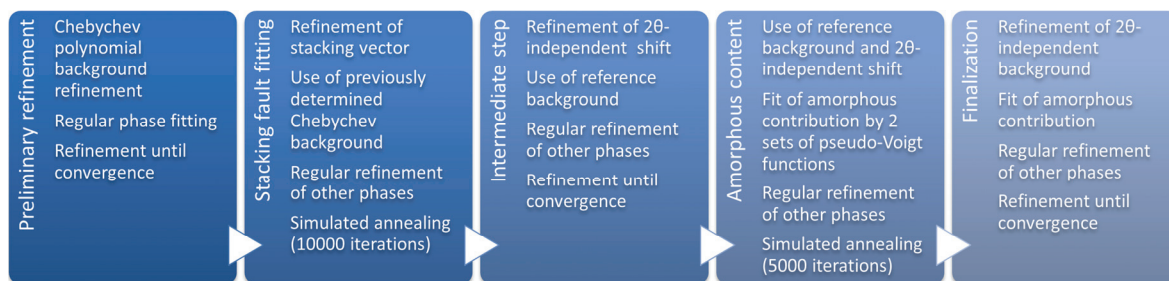 Preliminary refinement
Chebychev
polynomial
background
refinement
Regular phase fitting
Refinement until
convergence
Stacking fault fitting
Refinement of
stacking vector
Use of previously
determined
Chebychev
background
Regular refinement
of other phases
Simulated annealing
(10000 iterations)
Intermediate step
Refinement of 2θ-
independent shift
Use of reference
background
Regular refinement
of other phases
Refinement until
convergence
Amorphous content
Use of reference
background and 2θ-
independent shift
Fit of amorphous
contribution by 2
sets of pseudo-Voigt
functions
Regular refinement
of other phases
Simulated annealing
(5000 iterations)
Finalization
Refinement of 2θ-
independent
background
Fit of amorphous
contribution
Regular refinement
of other phases
Refinement until
convergence